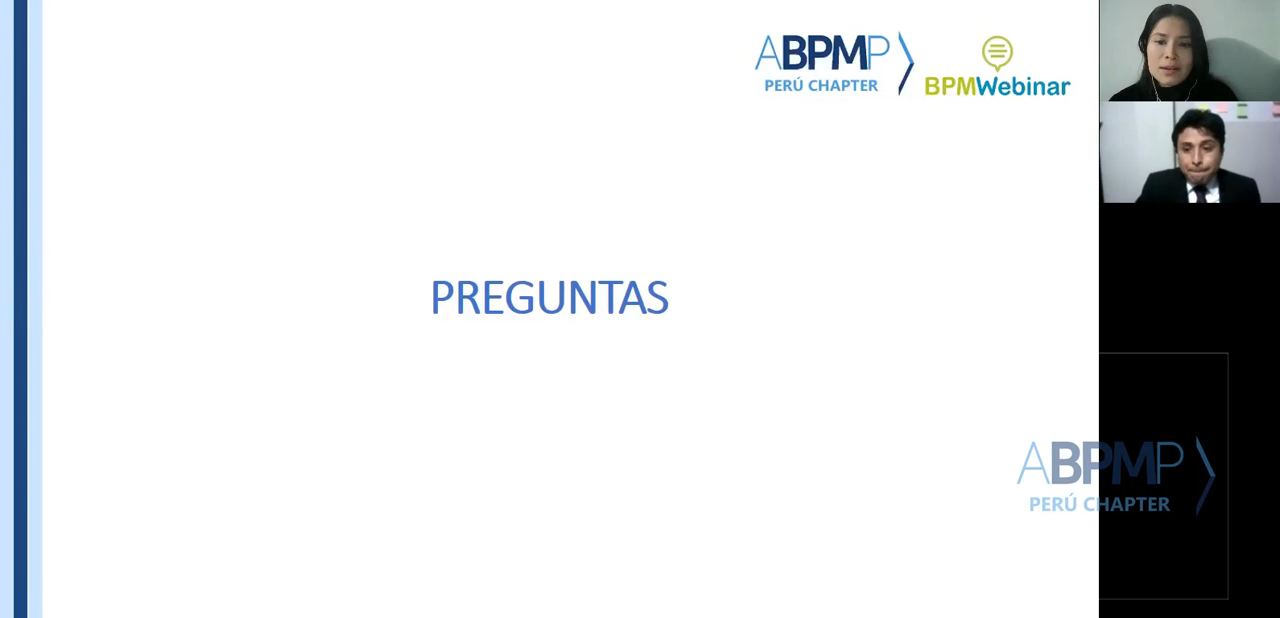 ABPMP
PERÚ CHAPTER
BPMWebinar
PREGUNTAS
ABPMP
PERÚ CHAPTER